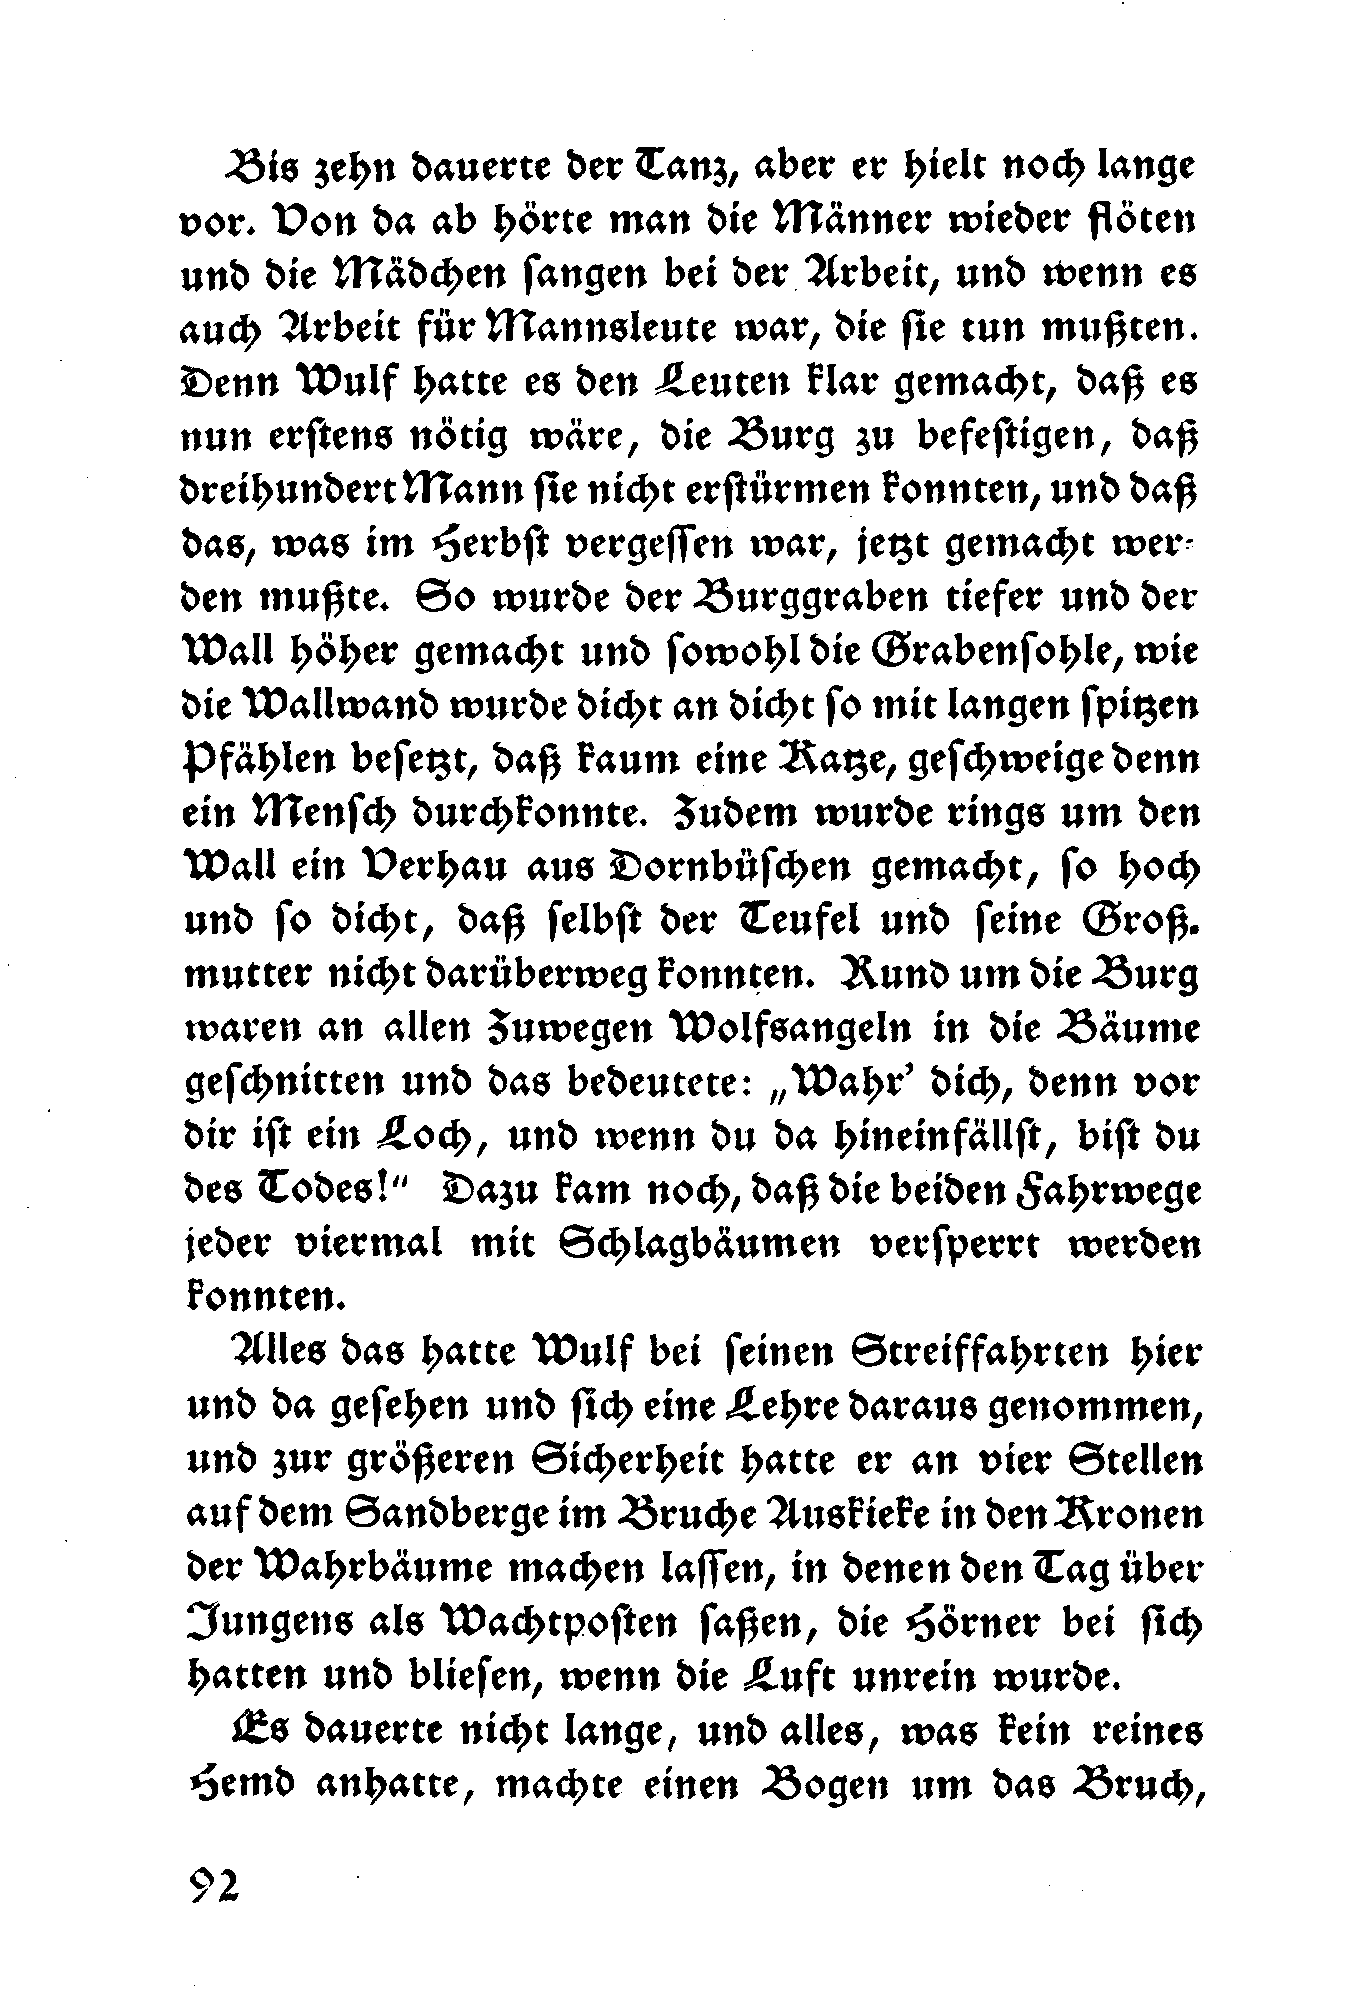 Bis zehn dauerte der Tanz, aber er hielt noch lange
vor. Von da ab hörte man die Männer wieder flöten
und die Mädchen sangen bei der Arbeit, und wenn es
auch Arbeit für Mannsleute war, die sie tun mußten.
Denn Wulf hatte es den Leuten klar gemacht, daß es
nun erstens nötig wäre, die Burg zu befestigen, daß
dreihundert Mann sie nicht erstürmen konnten, und daß
das, was im Herbst vergessen war, jetzt gemacht wer-
den mußte. So wurde der Burggraben tiefer und der
Wall höher gemacht und sowohl die Grabensohle, wie
die Wallwand wurde dicht an dicht so mit langen spitzen
Pfählen besetzt, daß kaum eine Katze, geschweige denn
ein Mensch durchkonnte. Zudem wurde rings um den
Wall ein Verhau aus Dornbüschen gemacht, so hoch
und so dicht, daß selbst der Teufel und seine Groß.
mutter nicht darüberweg konnten. Rund um die Burg
waren an allen Zuwegen Wolfsangeln in die Bäume
geschnitten und das bedeutete: „Wahr' dich, denn vor
dir ist ein Loch, und wenn du da hineinfällst, bist du
des Todes!“ Dazu kam noch, daß die beiden Fahrwege
jeder viermal mit Schlagbäumen versperrt werden
konnten.
Alles das hatte Wulf bei seinen Streiffahrten hier
und da gesehen und sich eine Lehre daraus genommen,
und zur größeren Sicherheit hatte er an vier Stellen
auf dem Sandberge im Bruche Auskieke in den Kronen
der Wahrbäume machen lassen, in denen den Tag über
Jungens als Wachtposten saßen, die Hörner bei sich
hatten und bliesen, wenn die Luft unrein wurde.
Es dauerte nicht lange, und alles, was kein reines
Hemd anhatte, machte einen Bogen um das Bruch,
92